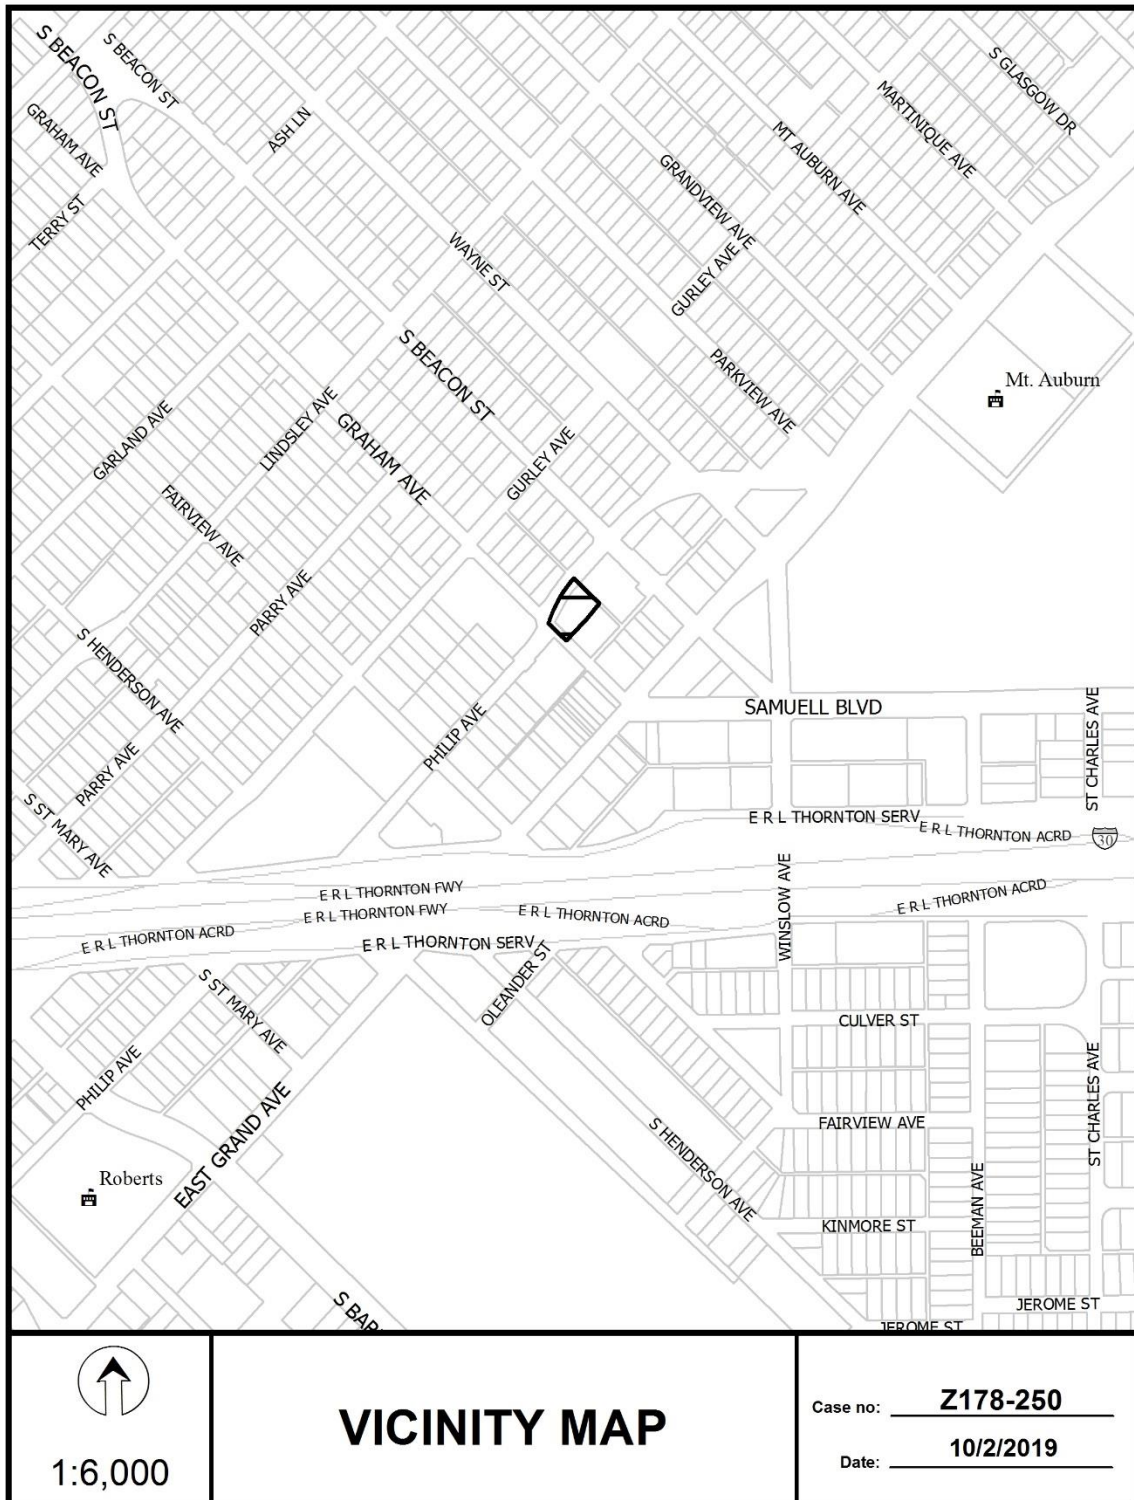 S BEACON ST
S BEACON ST
S GLASGOW DR
GRAHAM AVE
ASH LN
MARTINIQUE AVE
MT AUBURN AVE
TERRY ST
GRANDVIEW AVE
WAYNE ST
GURLEY AVE
S BEACON ST
PARKVIEW AVE
Mt. Auburn
GARLAND AVE
LINDSLEY AVE
GRAHAM AVE
GURLEY AVE
FAIRVIEW AVE
PARRY AVE
S HENDERSON AVE
SAMUELL BLVD
PHILIP AVE
ST CHARLES AVE
PARRY AVE
S ST MARY AVE
E R L THORNTON SERV
E R L THORNTON ACRD
30
E R L THORNTON FWY
WINSLOW AVE
E R L THORNTON ACRD
E R L THORNTON FWY
E R L THORNTON ACRD
E R L THORNTON ACRD
E R L THORNTON SERV
OLEANDER ST
S ST MARY AVE
CULVER ST
PHILIP AVE
ST CHARLES AVE
EAST GRAND AVE
S HENDERSON AVE
FAIRVIEW AVE
Roberts
BEEMAN AVE
KINMORE ST
S BAR
JEROME ST
JEROME ST
1:6,000
VICINITY MAP
Case no: Z178-250
Date: 10/2/2019